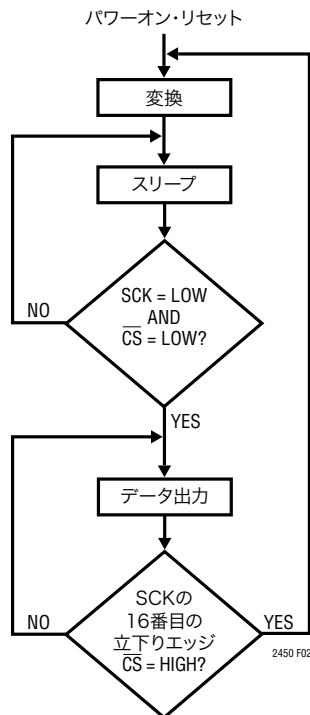 パワーオン・リセット
変換
スリープ
SCK = LOW
AND
CS = LOW?
NO
YES
データ出力
SCKの
16番目の
立下りエッジ
CS = HIGH?
NO
YES
2450 F02